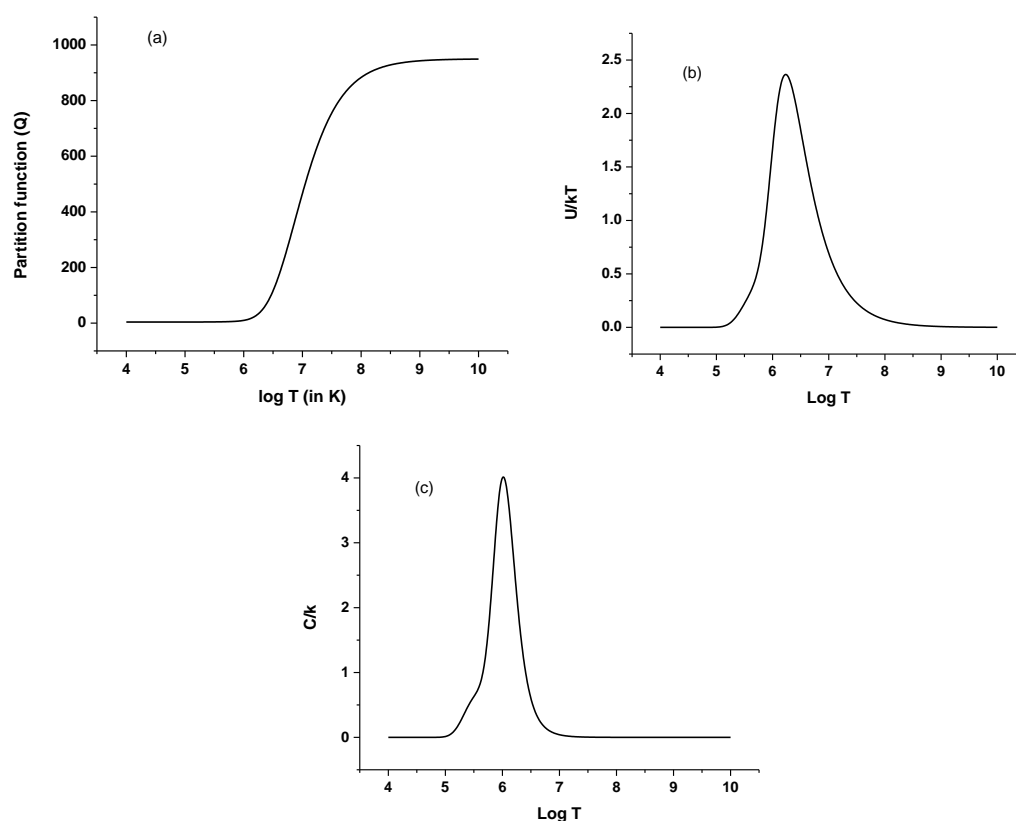 (a)
Partition function (Q)
1000
800
600
400
200
0
4 5 6 7 8 9 10
log T (in K)
(b)
U/kT
2.5
2.0
1.5
1.0
0.5
0.0
4 5 6 7 8 9 10
Log T
(c)
C/k
4
3
2
1
0
4 5 6 7 8 9 10
Log T